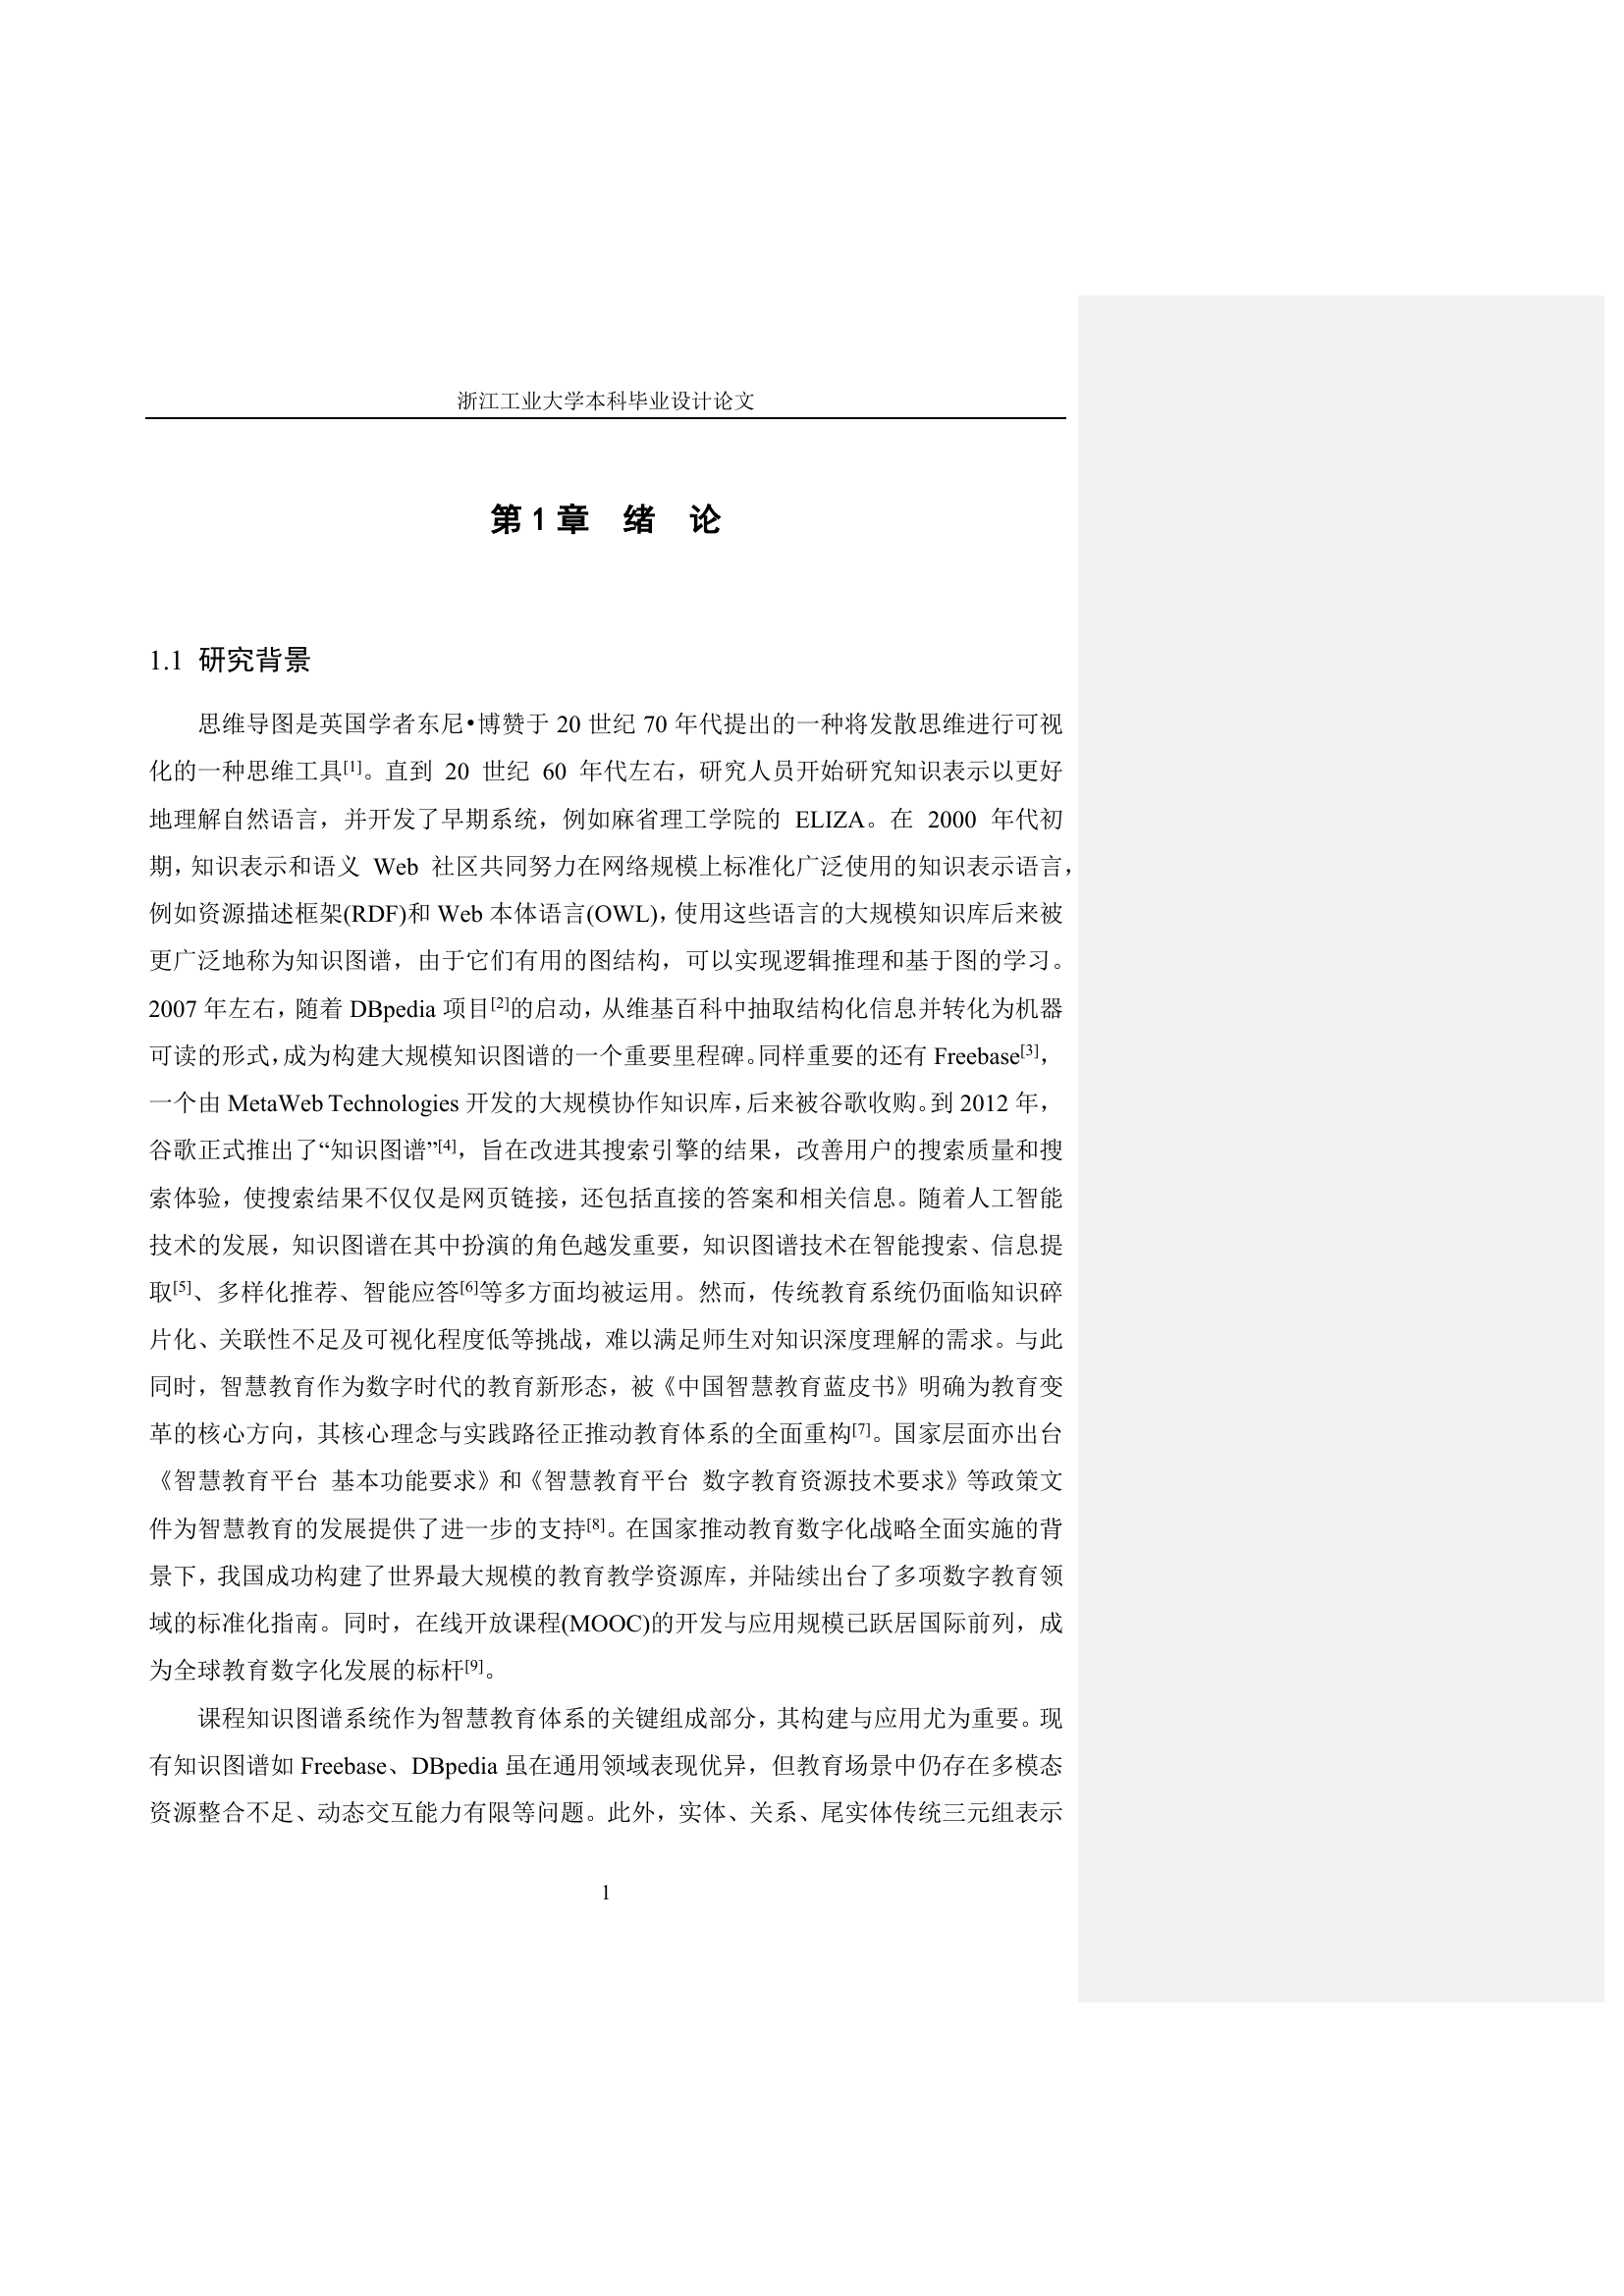 浙江工业大学本科毕业设计论文
第1章 绪 论
1.1 研究背景
思维导图是英国学者东尼•博赞于 20 世纪 70 年代提出的一种将发散思维进行可视
化的一种思维工具[1]。直到 20 世纪 60 年代左右，研究人员开始研究知识表示以更好
地理解自然语言，并开发了早期系统，例如麻省理工学院的 ELIZA。在 2000 年代初
期，知识表示和语义 Web 社区共同努力在网络规模上标准化广泛使用的知识表示语言，
例如资源描述框架(RDF)和 Web 本体语言(OWL)，使用这些语言的大规模知识库后来被
更广泛地称为知识图谱，由于它们有用的图结构，可以实现逻辑推理和基于图的学习。
2007 年左右，随着 DBpedia 项目[2]的启动，从维基百科中抽取结构化信息并转化为机器
可读的形式，成为构建大规模知识图谱的一个重要里程碑。同样重要的还有 Freebase[3]，
一个由 MetaWeb Technologies 开发的大规模协作知识库，后来被谷歌收购。到 2012 年，
谷歌正式推出了“知识图谱”[4]，旨在改进其搜索引擎的结果，改善用户的搜索质量和搜
索体验，使搜索结果不仅仅是网页链接，还包括直接的答案和相关信息。随着人工智能
技术的发展，知识图谱在其中扮演的角色越发重要，知识图谱技术在智能搜索、信息提
取[5]、多样化推荐、智能应答[6]等多方面均被运用。然而，传统教育系统仍面临知识碎
片化、关联性不足及可视化程度低等挑战，难以满足师生对知识深度理解的需求。与此
同时，智慧教育作为数字时代的教育新形态，被《中国智慧教育蓝皮书》明确为教育变
革的核心方向，其核心理念与实践路径正推动教育体系的全面重构[7]。国家层面亦出台
《智慧教育平台 基本功能要求》和《智慧教育平台 数字教育资源技术要求》等政策文
件为智慧教育的发展提供了进一步的支持[8]。在国家推动教育数字化战略全面实施的背
景下，我国成功构建了世界最大规模的教育教学资源库，并陆续出台了多项数字教育领
域的标准化指南。同时，在线开放课程(MOOC)的开发与应用规模已跃居国际前列，成
为全球教育数字化发展的标杆[9]。
课程知识图谱系统作为智慧教育体系的关键组成部分，其构建与应用尤为重要。现
有知识图谱如 Freebase、DBpedia 虽在通用领域表现优异，但教育场景中仍存在多模态
资源整合不足、动态交互能力有限等问题。此外，实体、关系、尾实体传统三元组表示
1